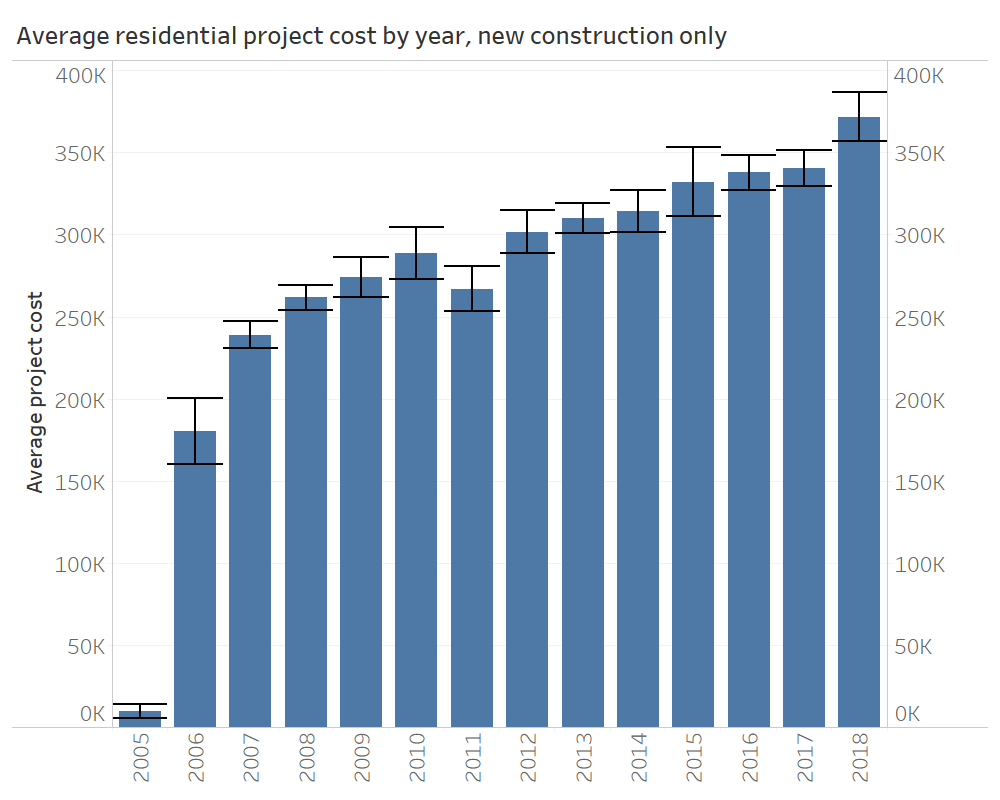 Average residential project cost by year, new construction only
400K
350K
300K
250K
200K
150K
100K
50K
0K
Average project cost
400K
350K
300K
250K
200K
150K
100K
50K
0K
2005
2006
2007
2008
2009
2010
2011
2012
2013
2014
2015
2016
2017
2018